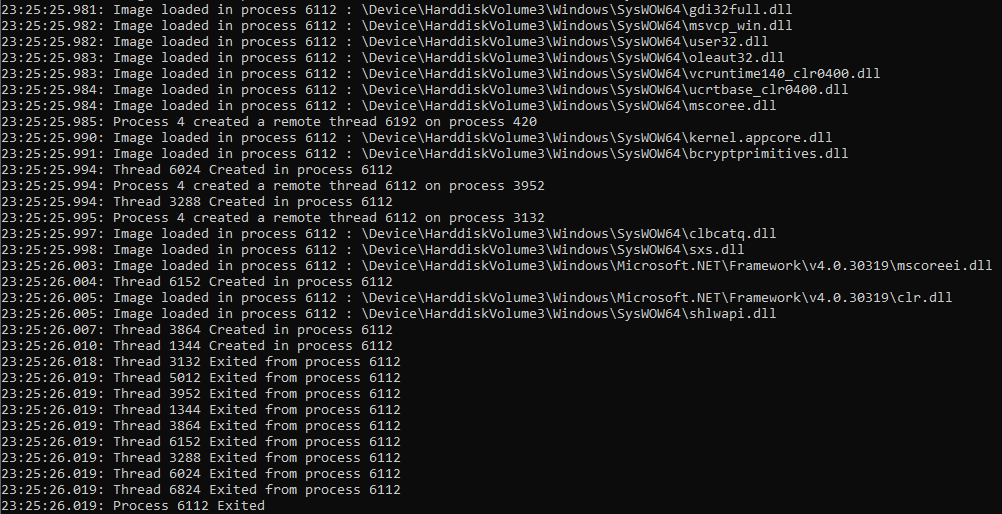 23:25:25.981: Image loaded in process 6112 : \Device\HarddiskVolume3\Windows\SysWOW64\gdi32full.dll
23:25:25.982: Image loaded in process 6112 : \Device\HarddiskVolume3\Windows\SysWOW64\msvcp_win.dll
23:25:25.982: Image loaded in process 6112 : \Device\HarddiskVolume3\Windows\SysWOW64\user32.dll
23:25:25.983: Image loaded in process 6112 : \Device\HarddiskVolume3\Windows\SysWOW64\oleaut32.dll
23:25:25.983: Image loaded in process 6112 : \Device\HarddiskVolume3\Windows\SysWOW64\vcruntime140_clr0400.dll
23:25:25.984: Image loaded in process 6112 : \Device\HarddiskVolume3\Windows\SysWOW64\ucrtbase_clr0400.dll
23:25:25.984: Image loaded in process 6112 : \Device\HarddiskVolume3\Windows\SysWOW64\mscoree.dll
23:25:25.985: Process 4 created a remote thread 6192 on process 420
23:25:25.990: Image loaded in process 6112 : \Device\HarddiskVolume3\Windows\SysWOW64\kernel.appcore.dll
23:25:25.991: Image loaded in process 6112 : \Device\HarddiskVolume3\Windows\SysWOW64\bcryptprimitives.dll
23:25:25.994: Thread 6024 Created in process 6112
23:25:25.994: Process 4 created a remote thread 6112 on process 3952
23:25:25.994: Thread 3288 Created in process 6112
23:25:25.995: Process 4 created a remote thread 6112 on process 3132
23:25:25.997: Image loaded in process 6112 : \Device\HarddiskVolume3\Windows\SysWOW64\clbcatq.dll
23:25:25.998: Image loaded in process 6112 : \Device\HarddiskVolume3\Windows\SysWOW64\sxs.dll
23:25:26.003: Image loaded in process 6112 : \Device\HarddiskVolume3\Windows\Microsoft.NET\Framework\v4.0.30319\mscoreei.dll
23:25:26.004: Thread 6152 Created in process 6112
23:25:26.005: Image loaded in process 6112 : \Device\HarddiskVolume3\Windows\Microsoft.NET\Framework\v4.0.30319\clr.dll
23:25:26.005: Image loaded in process 6112 : \Device\HarddiskVolume3\Windows\SysWOW64\shlwapi.dll
23:25:26.007: Thread 3864 Created in process 6112
23:25:26.010: Thread 1344 Created in process 6112
23:25:26.018: Thread 3132 Exited from process 6112
23:25:26.019: Thread 5012 Exited from process 6112
23:25:26.019: Thread 3952 Exited from process 6112
23:25:26.019: Thread 1344 Exited from process 6112
23:25:26.019: Thread 3864 Exited from process 6112
23:25:26.019: Thread 6152 Exited from process 6112
23:25:26.019: Thread 3288 Exited from process 6112
23:25:26.019: Thread 6024 Exited from process 6112
23:25:26.019: Thread 6824 Exited from process 6112
23:25:26.019: Process 6112 Exited